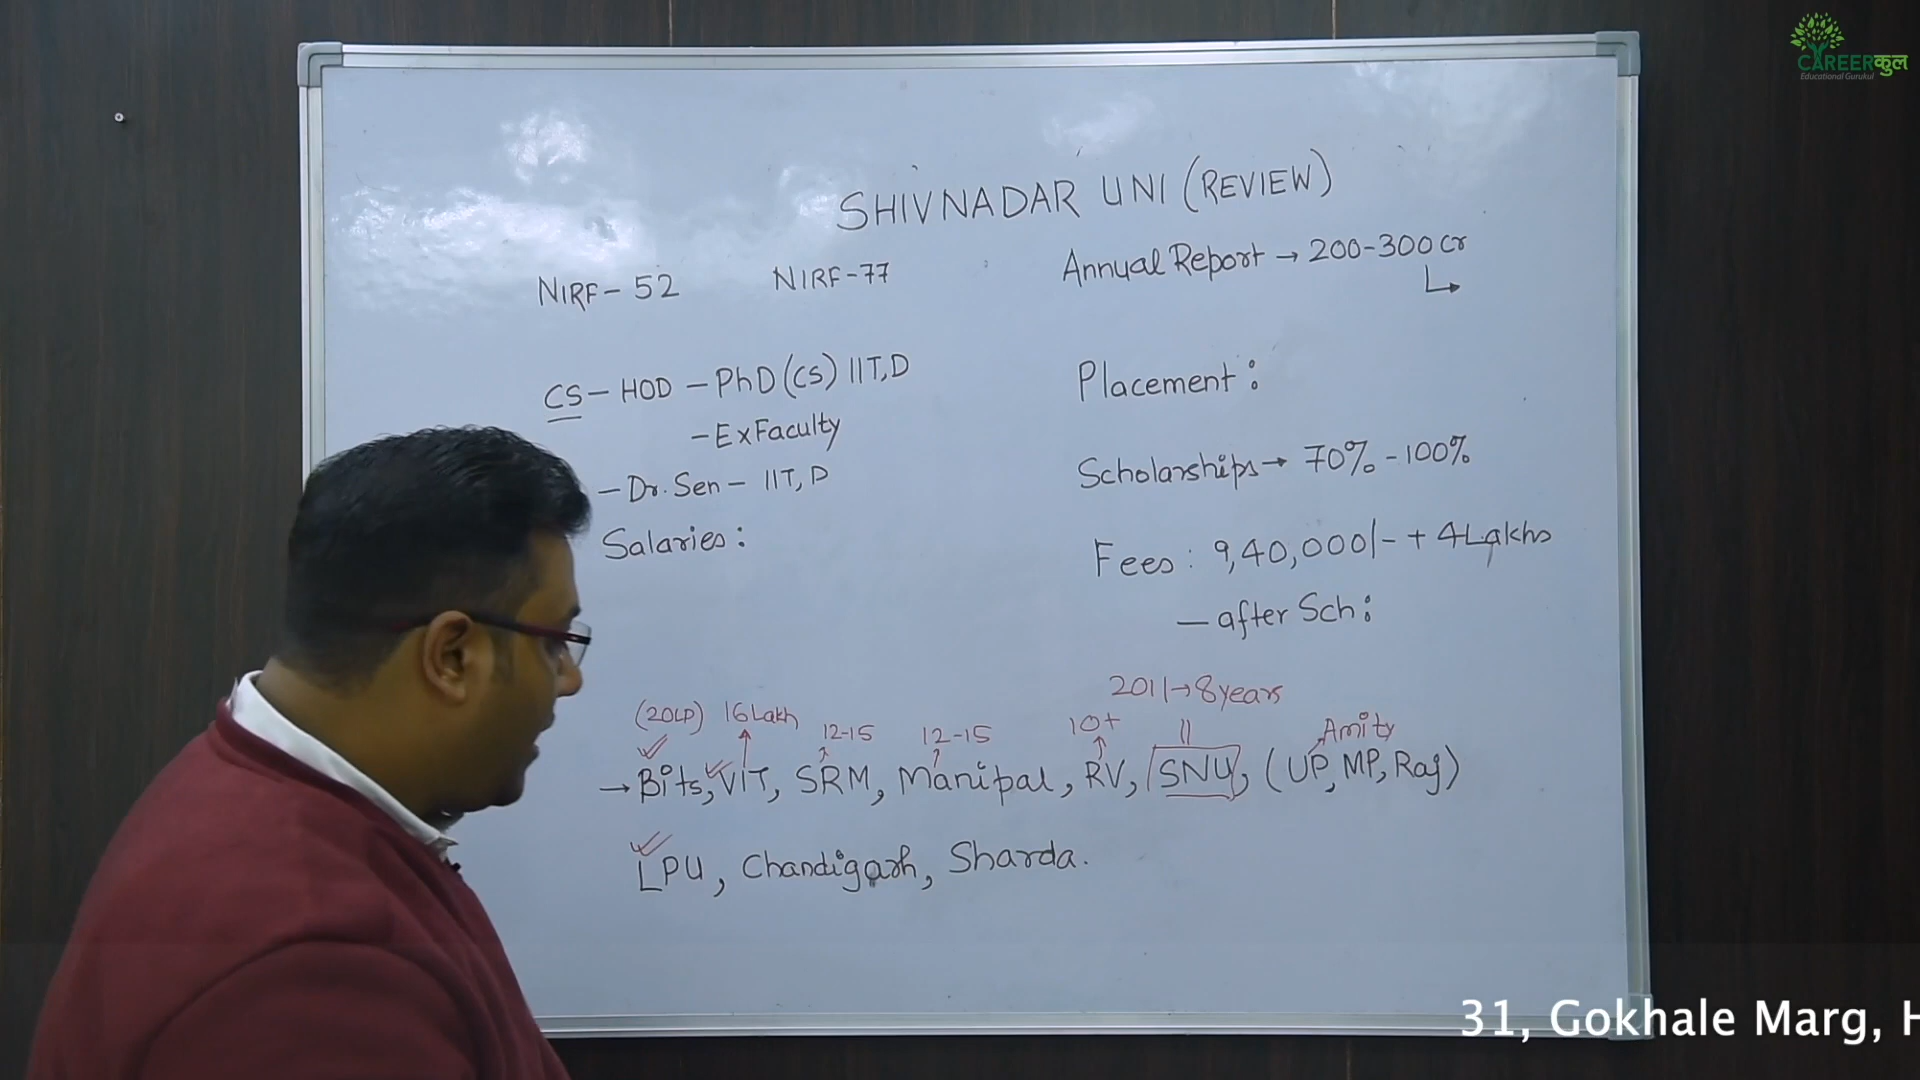 CAREERकुल
Educational Gurukul
SHIVNADAR UNI (REVIEW)
NIRF-52 NIRF-77
Annual Report → 200-300 Cr
CS - HOD - PhD (CS) IIT,D
- Ex Faculty
- Dr. Sen - IIT, D
Salaries:
Placement:
Scholarships → 70% - 100%
Fees: 9,40,000/- + 4 Lakhs
- after Sch:
2011 → 8 years
(20LP) 16 Lakh 12-15 12-15 10+ Amity
→ Bits, VIT, SRM, Manipal, RV, SNU, (UP, MP, Raj)
LPU, Chandigarh, Sharda.
31, Gokhale Marg, H